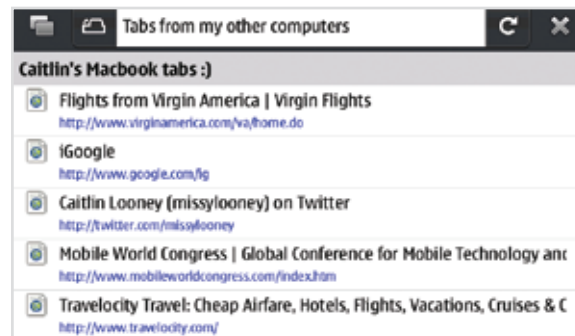 Tabs from my other computers
Caitlin's Macbook tabs :)
Flights from Virgin America | Virgin Flights
http://www.virginamerica.com/va/home.do
iGoogle
http://www.google.com/ig
Caitlin Looney (missylooney) on Twitter
http://twitter.com/missylooney
Mobile World Congress | Global Conference for Mobile Technology and
http://www.mobileworldcongress.com/index.htm
Travelocity Travel: Cheap Airfare, Hotels, Flights, Vacations, Cruises & C
http://www.travelocity.com/